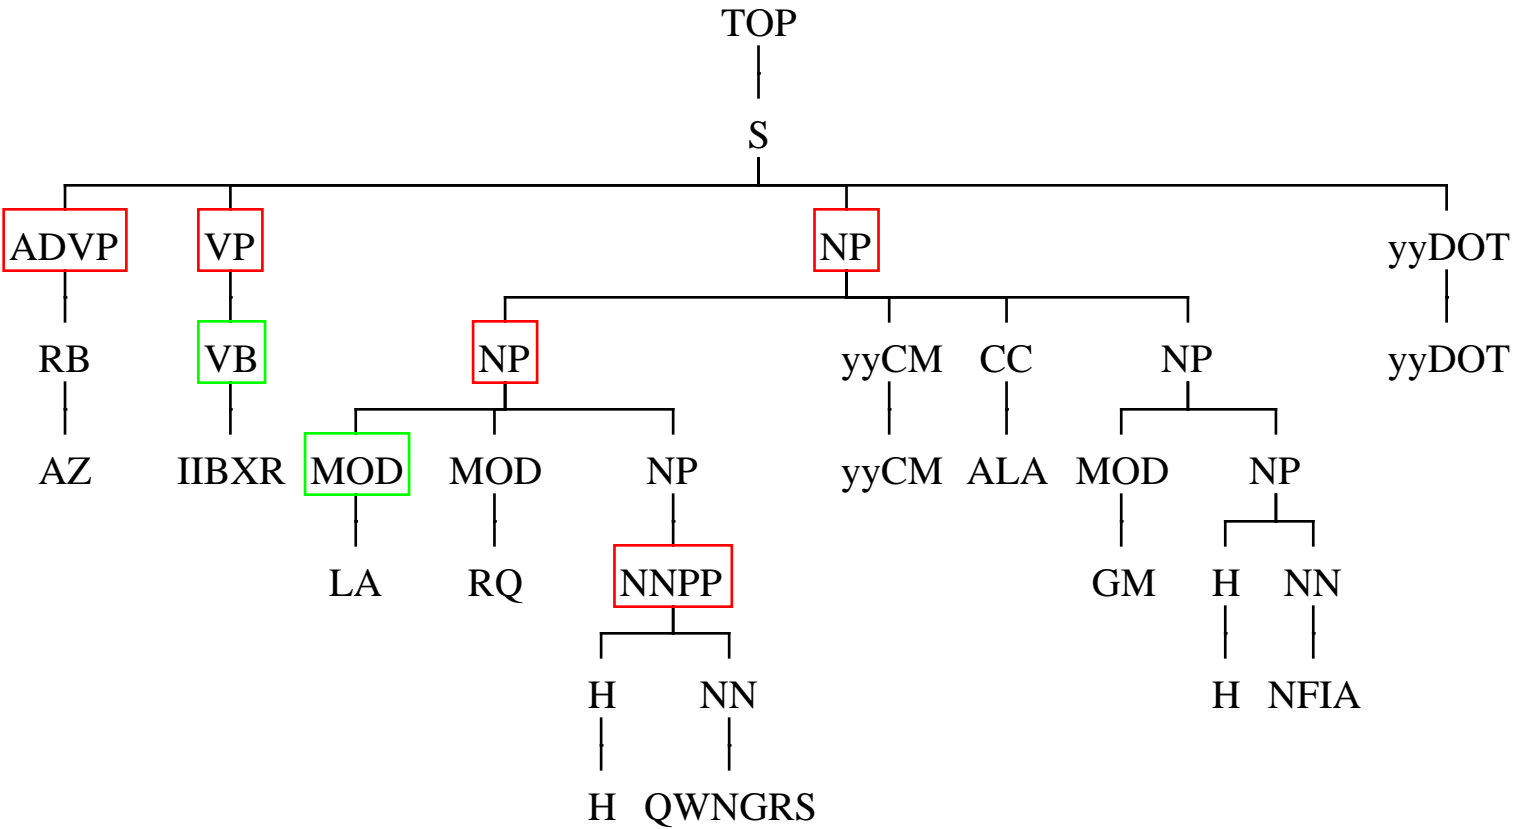 TOP
S
ADVP VP NP yyDOT
RB VB NP yyCM CC NP yyDOT
AZ IIBXR MOD MOD NP yyCM ALA MOD NP
LA RQ NNPP GM H NN
H NN H NFIA
H QWNGRS